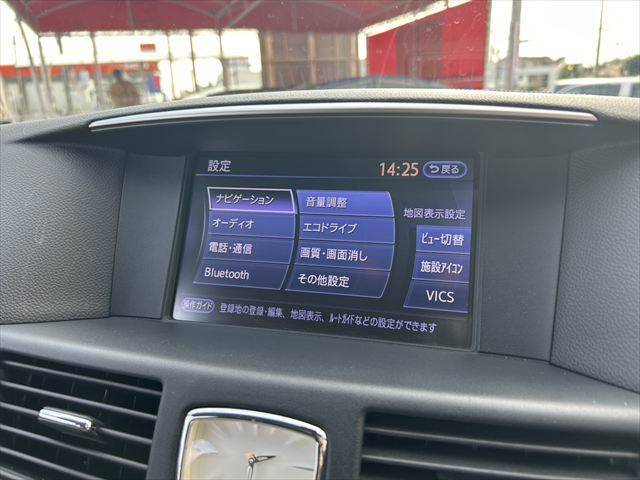 設定
14:25 戻る
ナビゲーション 音量調整
地図表示設定
オーディオ エコドライブ ビュー切替
電話・通信 画質・画面消し 施設アイコン
Bluetooth その他設定 VICS
操作ガイド 登録地の登録・編集、地図表示、ルートガイドなどの設定ができます